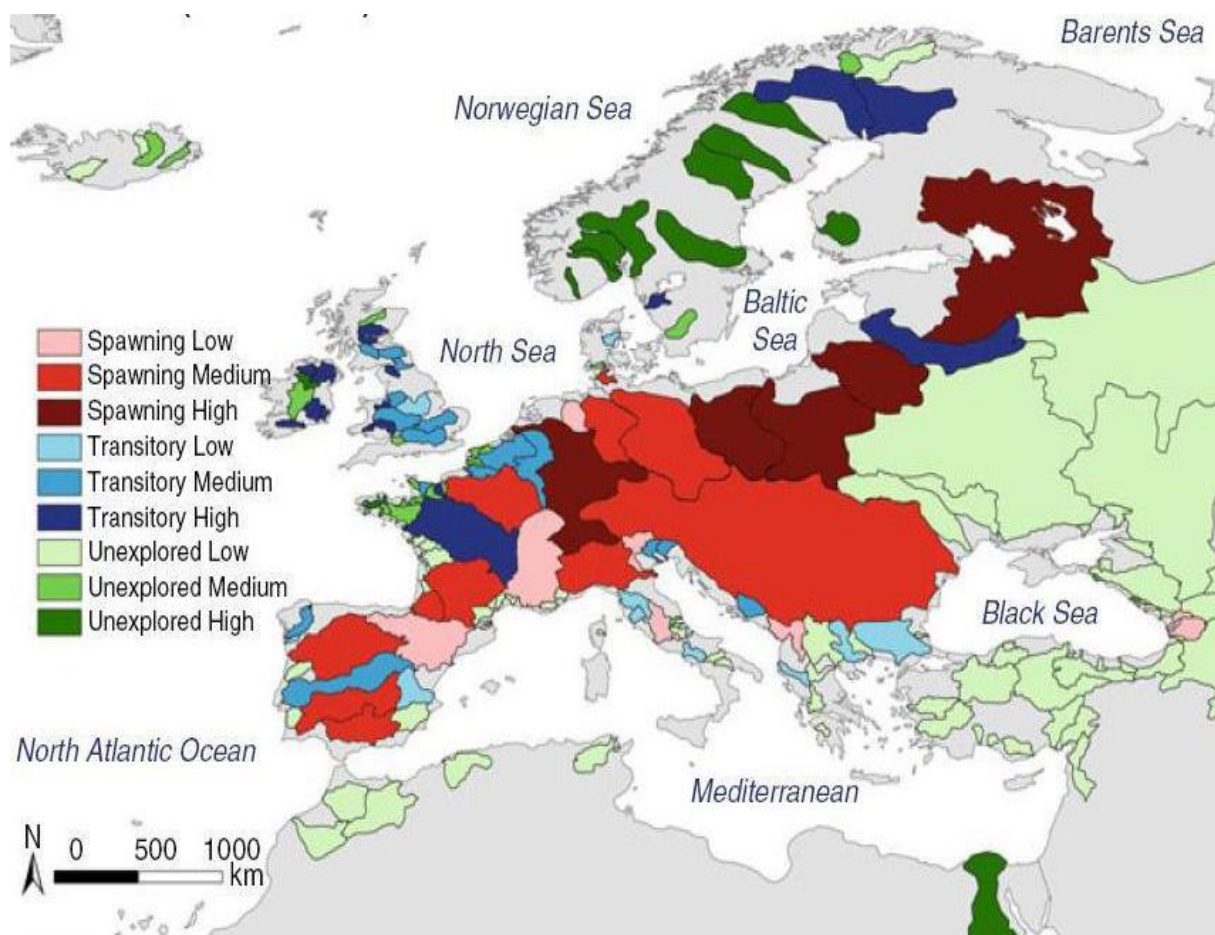 Barents Sea
Norwegian Sea
Baltic
Sea
North Sea
Spawning Low
Spawning Medium
Spawning High
Transitory Low
Transitory Medium
Transitory High
Unexplored Low
Unexplored Medium
Unexplored High
Black Sea
North Atlantic Ocean
Mediterranean
N
0 500 1000
km